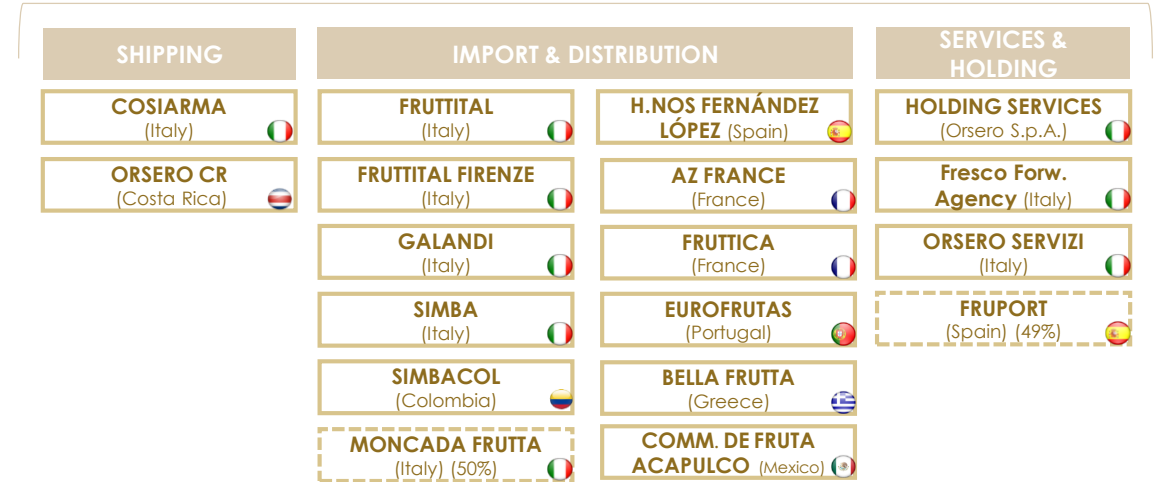 SHIPPING
COSIARMA
(Italy)
ORSERO CR
(Costa Rica)
IMPORT & DISTRIBUTION
FRUTTITAL
(Italy)
FRUTTITAL FIRENZE
(Italy)
GALANDI
(Italy)
SIMBA
(Italy)
SIMBACOL
(Colombia)
MONCADA FRUTTA
(Italy) (50%)
H.NOS FERNÁNDEZ
LÓPEZ (Spain)
AZ FRANCE
(France)
FRUTTICA
(France)
EUROFRUTAS
(Portugal)
BELLA FRUTTA
(Greece)
COMM. DE FRUTA
ACAPULCO (Mexico)
SERVICES &
HOLDING
HOLDING SERVICES
(Orsero S.p.A.)
Fresco Forw.
Agency (Italy)
ORSERO SERVIZI
(Italy)
FRUPORT
(Spain) (49%)